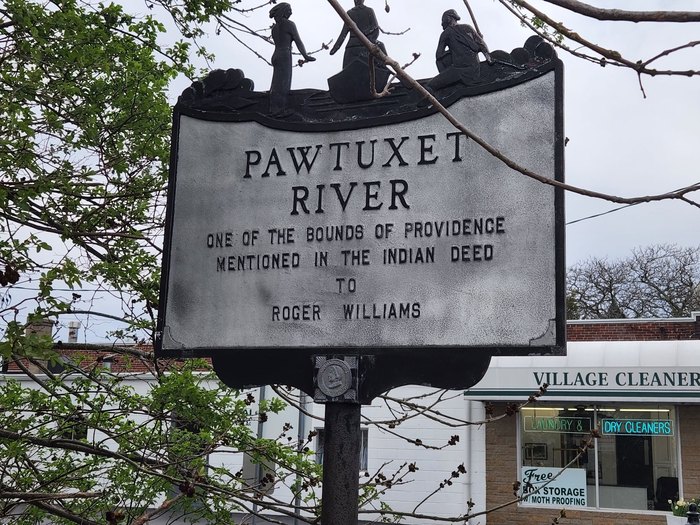 PAWTUXET
RIVER
ONE OF THE BOUNDS OF PROVIDENCE
MENTIONED IN THE INDIAN DEED
TO
ROGER WILLIAMS
VILLAGE CLEANER
LAUNDRY &
DRY CLEANERS
Free
BOX STORAGE
MOTH PROOFING